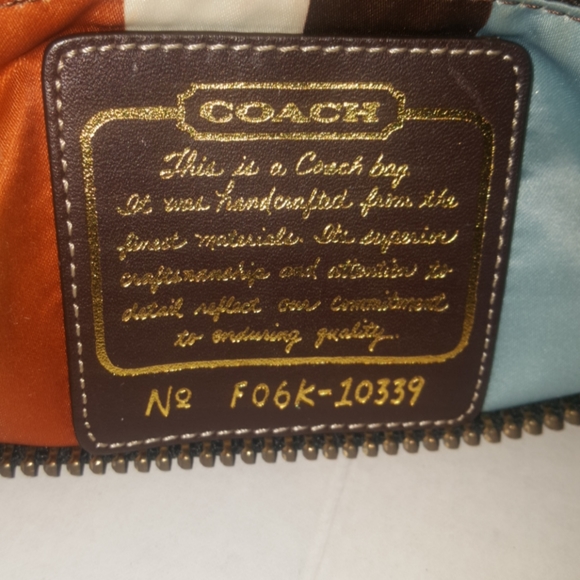 COACH
This is a Coach bag
It was handcrafted from the
finest materials. Its superior
craftsmanship and attention to
detail reflect our commitment
to enduring quality.
Nº F06K-10339